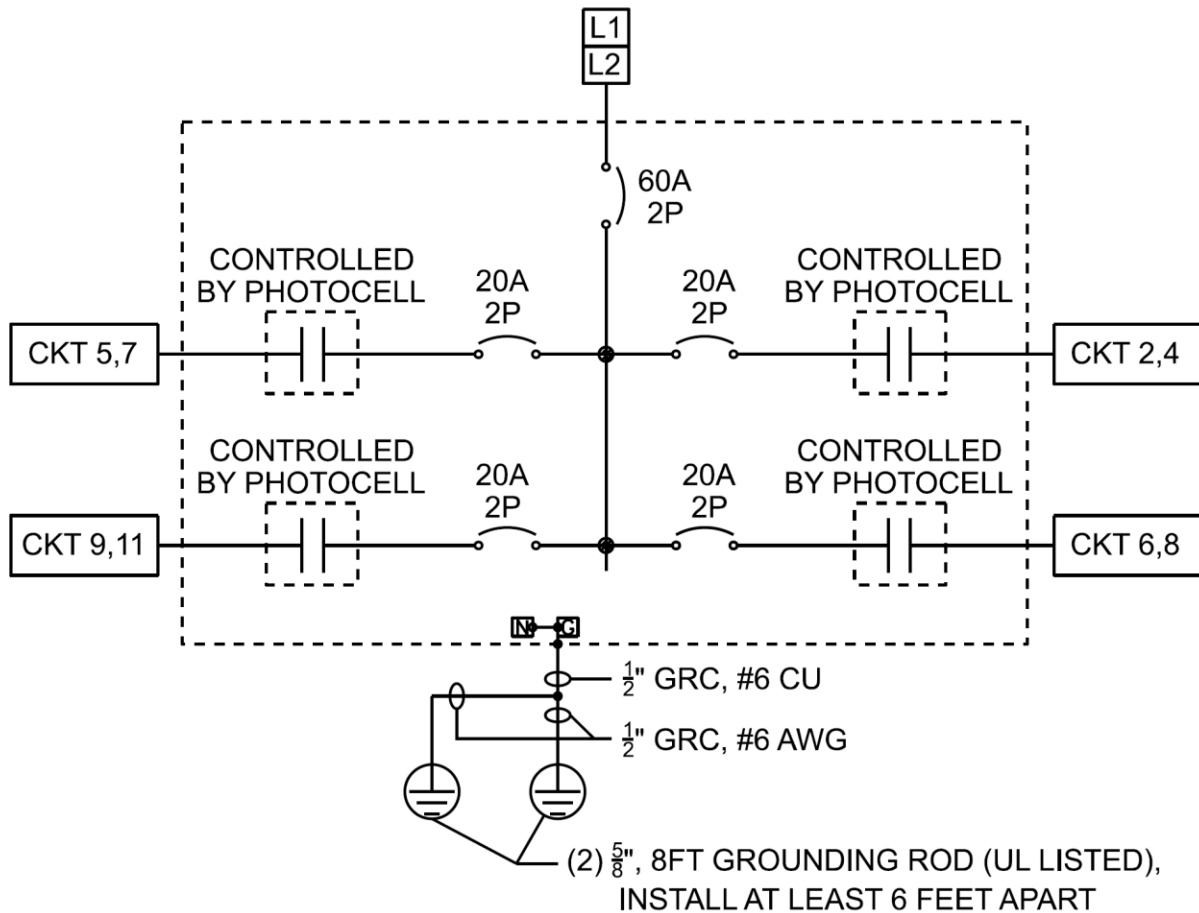 L1
L2
60A
2P
CONTROLLED
BY PHOTOCELL
20A
2P
20A
2P
CONTROLLED
BY PHOTOCELL
CKT 5,7
CKT 2,4
CONTROLLED
BY PHOTOCELL
20A
2P
20A
2P
CONTROLLED
BY PHOTOCELL
CKT 9,11
CKT 6,8
N G
½" GRC, #6 CU
½" GRC, #6 AWG
(2) ⅝", 8FT GROUNDING ROD (UL LISTED),
INSTALL AT LEAST 6 FEET APART